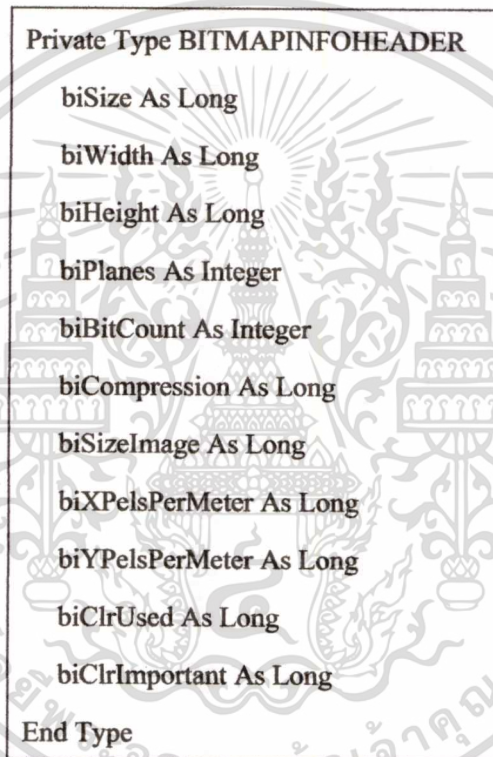 Private Type BITMAPINFOHEADER
biSize As Long
biWidth As Long
biHeight As Long
biPlanes As Integer
biBitCount As Integer
biCompression As Long
biSizeImage As Long
biXPelsPerMeter As Long
biYPelsPerMeter As Long
biClrUsed As Long
biClrImportant As Long
End Type